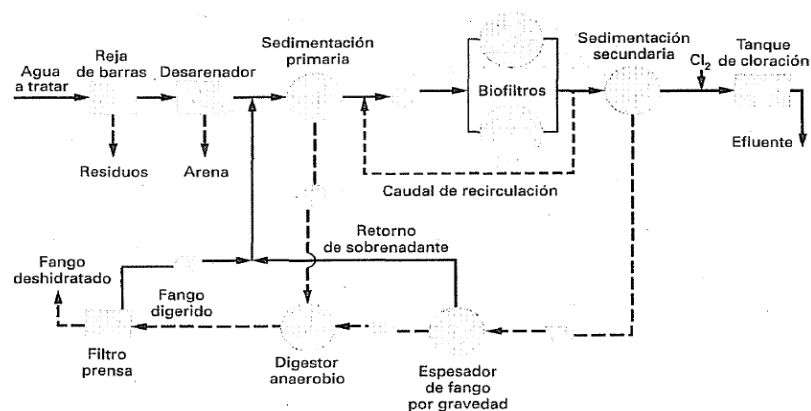 Agua
a tratar
Reja
de barras
Desarenador
Sedimentación
primaria
Biofiltros
Sedimentación
secundaria
Cl₂
Tanque
de cloración
Residuos
Arena
Caudal de recirculación
Efluente
Retorno
de sobrenadante
Fango
deshidratado
Fango
digerido
Filtro
prensa
Digestor
anaerobio
Espesador
de fango
por gravedad